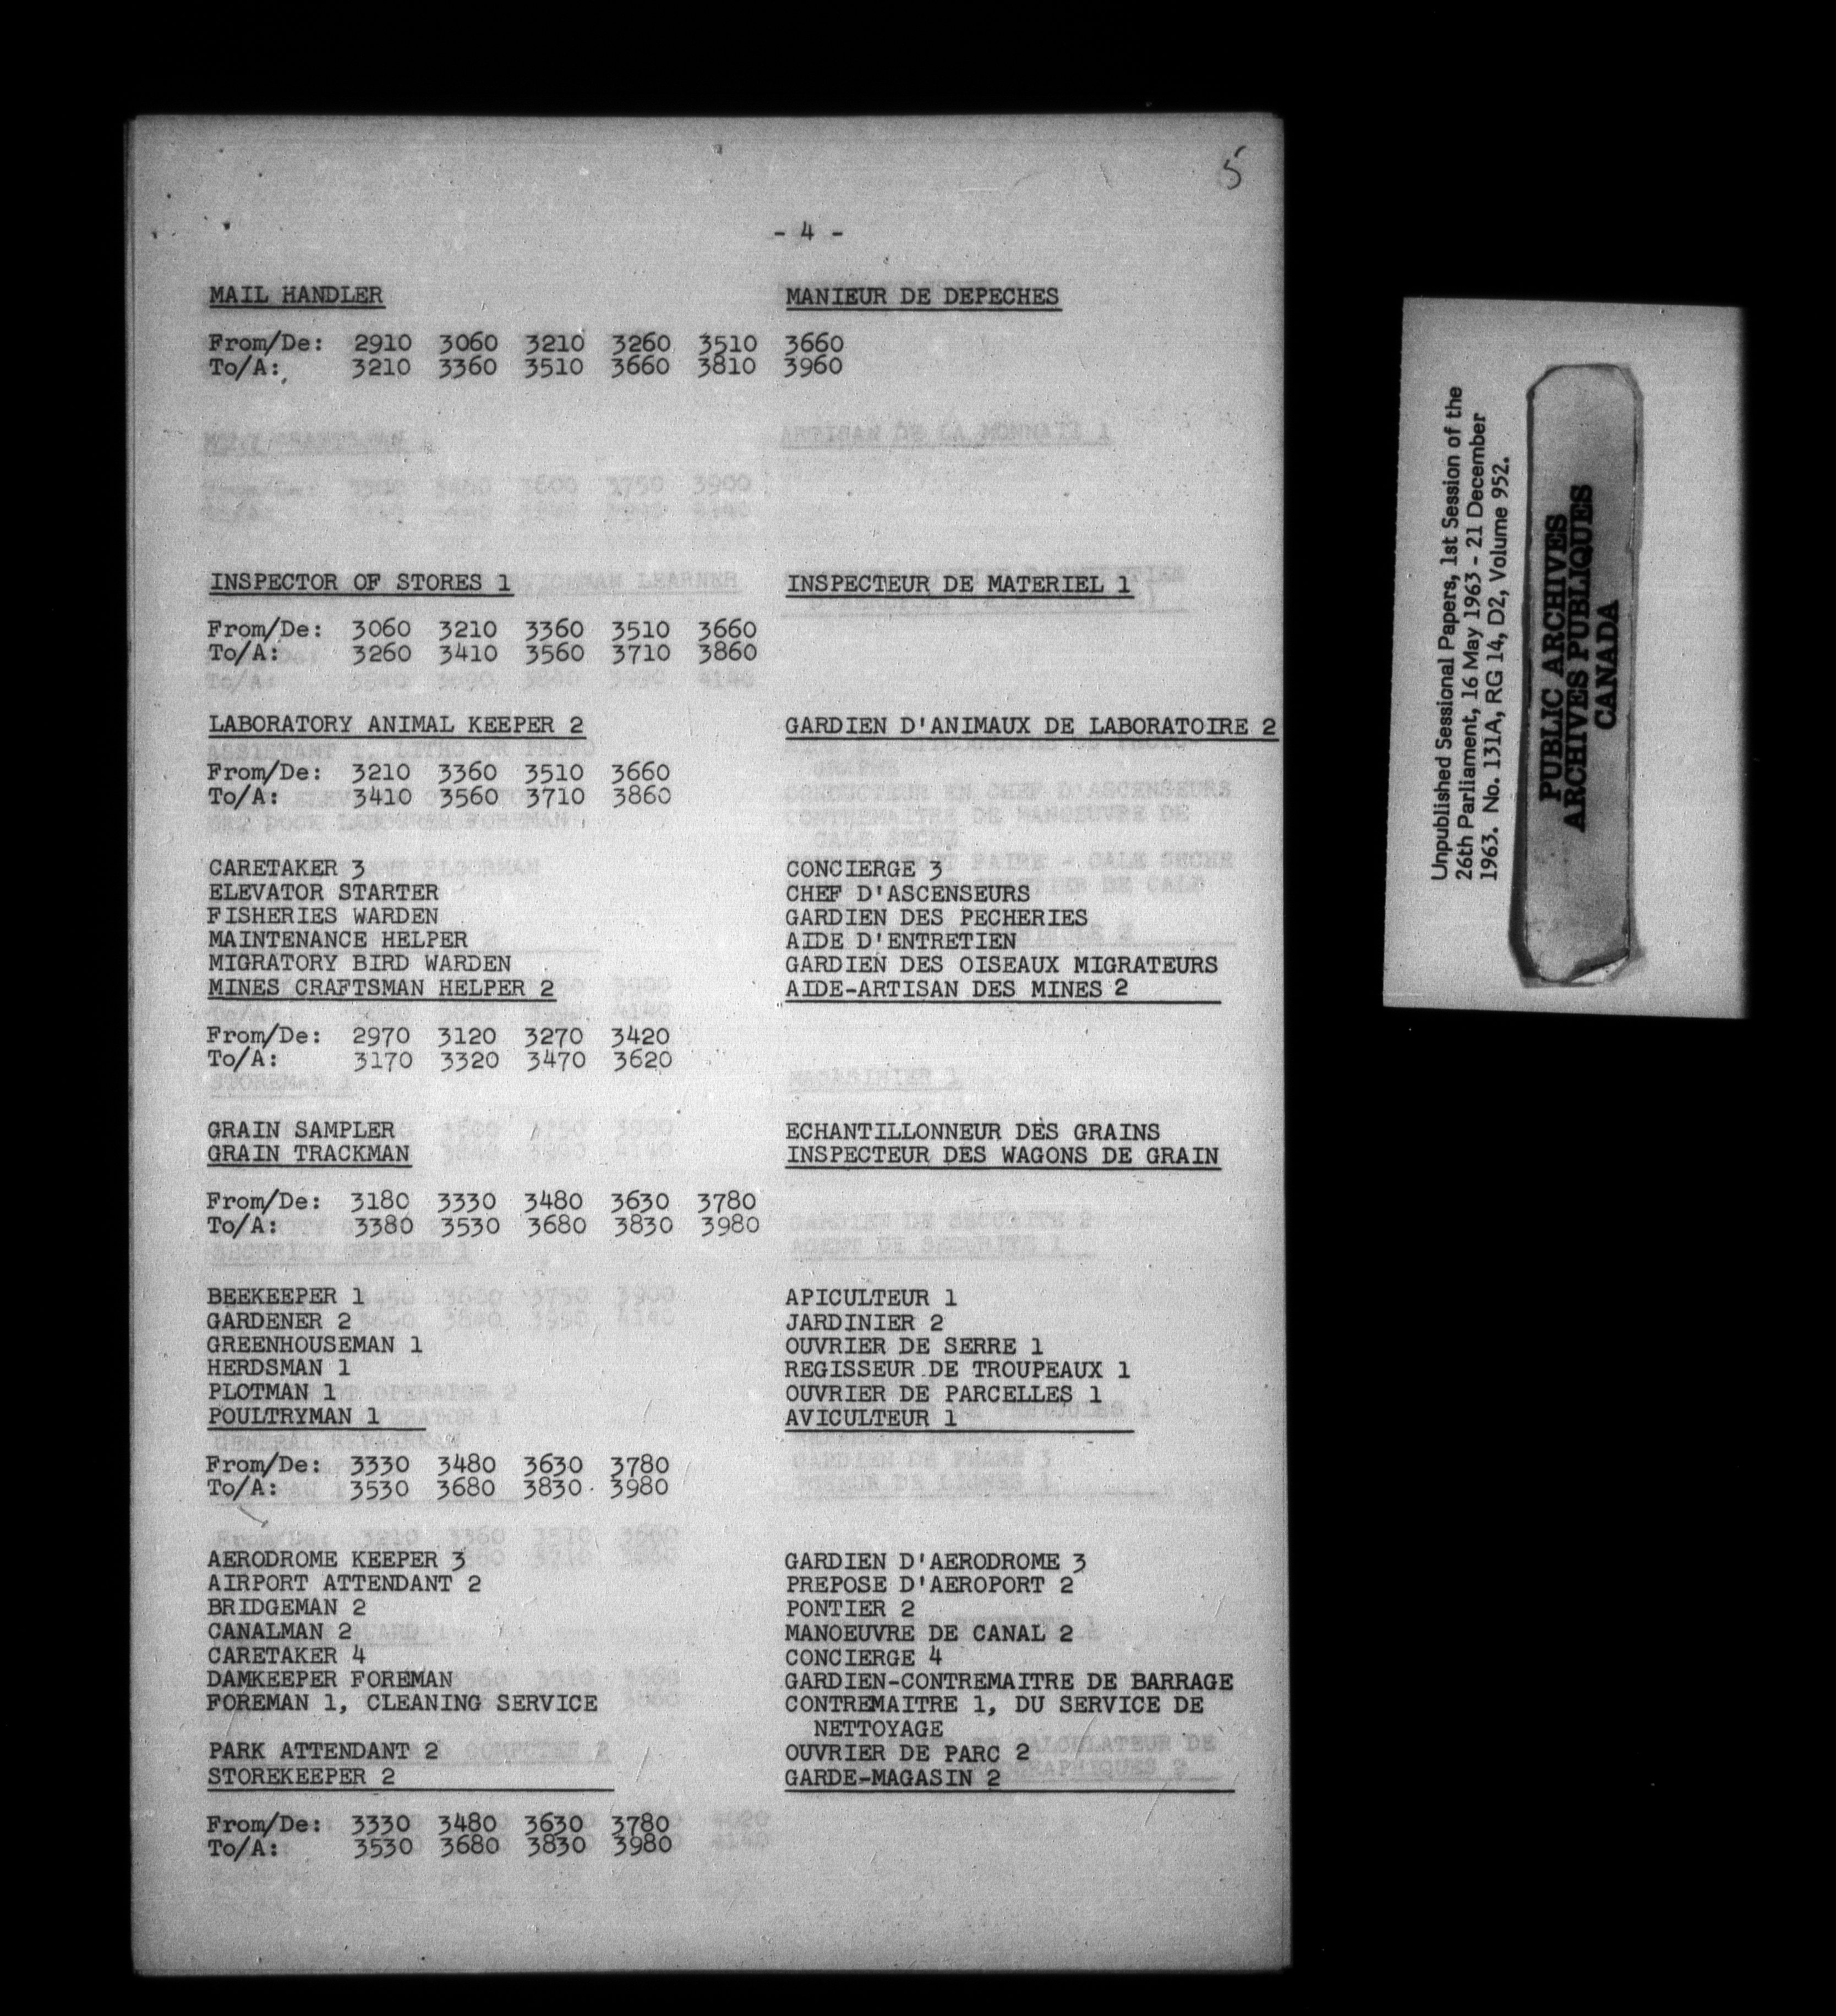 5
- 4 -
MAIL HANDLER MANIEUR DE DEPECHES
From/De: 2910 3060 3210 3260 3510 3660
To/A: 3210 3360 3510 3660 3810 3960
INSPECTOR OF STORES 1 INSPECTEUR DE MATERIEL 1
From/De: 3060 3210 3360 3510 3660
To/A: 3260 3410 3560 3710 3860
LABORATORY ANIMAL KEEPER 2 GARDIEN D'ANIMAUX DE LABORATOIRE 2
From/De: 3210 3360 3510 3660
To/A: 3410 3560 3710 3860
CARETAKER 3 CONCIERGE 3
ELEVATOR STARTER CHEF D'ASCENSEURS
FISHERIES WARDEN GARDIEN DES PECHERIES
MAINTENANCE HELPER AIDE D'ENTRETIEN
MIGRATORY BIRD WARDEN GARDIEN DES OISEAUX MIGRATEURS
MINES CRAFTSMAN HELPER 2 AIDE-ARTISAN DES MINES 2
From/De: 2970 3120 3270 3420
To/A: 3170 3320 3470 3620
GRAIN SAMPLER ECHANTILLONNEUR DES GRAINS
GRAIN TRACKMAN INSPECTEUR DES WAGONS DE GRAIN
From/De: 3180 3330 3480 3630 3780
To/A: 3380 3530 3680 3830 3980
BEEKEEPER 1 APICULTEUR 1
GARDENER 2 JARDINIER 2
GREENHOUSEMAN 1 OUVRIER DE SERRE 1
HERDSMAN 1 REGISSEUR DE TROUPEAUX 1
PLOTMAN 1 OUVRIER DE PARCELLES 1
POULTRYMAN 1 AVICULTEUR 1
From/De: 3330 3480 3630 3780
To/A: 3530 3680 3830 3980
AERODROME KEEPER 3 GARDIEN D'AERODROME 3
AIRPORT ATTENDANT 2 PREPOSE D'AEROPORT 2
BRIDGEMAN 2 PONTIER 2
CANALMAN 2 MANOEUVRE DE CANAL 2
CARETAKER 4 CONCIERGE 4
DAMKEEPER FOREMAN GARDIEN-CONTREMAITRE DE BARRAGE
FOREMAN 1, CLEANING SERVICE CONTREMAITRE 1, DU SERVICE DE
NETTOYAGE
PARK ATTENDANT 2 OUVRIER DE PARC 2
STOREKEEPER 2 GARDE-MAGASIN 2
From/De: 3330 3480 3630 3780
To/A: 3530 3680 3830 3980
Unpublished Sessional Papers, 1st Session of the
26th Parliament, 16 May 1963 - 21 December
1963. No. 131A, RG 14, D2, Volume 952.
PUBLIC ARCHIVES
ARCHIVES PUBLIQUES
CANADA